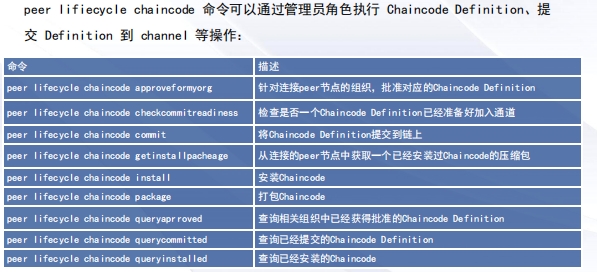 peer lifiecycle chaincode 命令可以通过管理员角色执行 Chaincode Definition、提
交 Definition 到 channel 等操作：
命令 描述
peer lifecycle chaincode approveformyorg 针对连接peer节点的组织，批准对应的Chaincode Definition
peer lifecycle chaincode checkcommitreadiness 检查是否一个Chaincode Definition已经准备好加入通道
peer lifecycle chaincode commit 将Chaincode Definition提交到链上
peer lifecycle chaincode getinstallpacheage 从连接的peer节点中获取一个已经安装过Chaincode的压缩包
peer lifecycle chaincode install 安装Chaincode
peer lifecycle chaincode package 打包Chaincode
peer lifecycle chaincode queryaprroved 查询相关组织中已经获得批准的Chaincode Definition
peer lifecycle chaincode querycommitted 查询已经提交的Chaincode Definition
peer lifecycle chaincode queryinstalled 查询已经安装的Chaincode